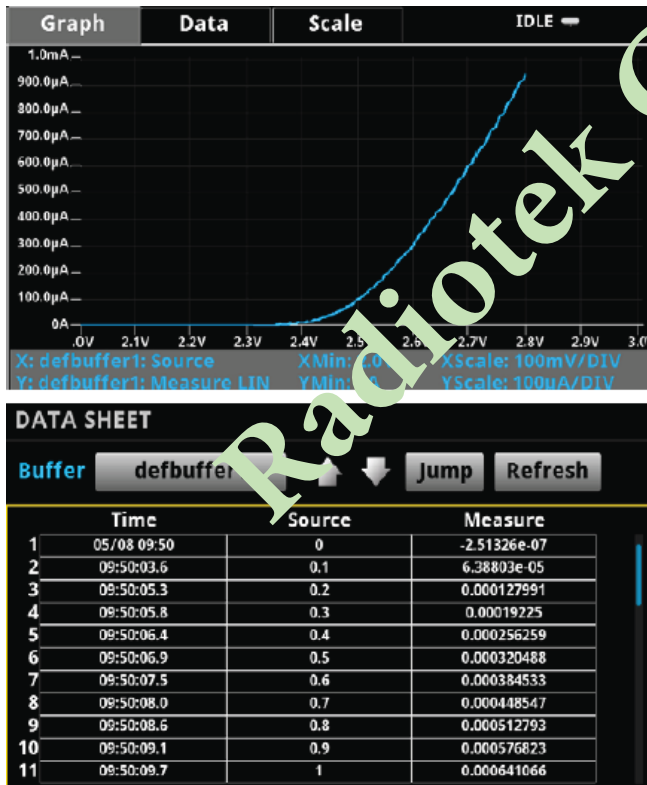 Graph Data Scale IDLE
1.0mA
900.0µA
800.0µA
700.0µA
600.0µA
500.0µA
400.0µA
300.0µA
200.0µA
100.0µA
0A
.0V 2.1V 2.2V 2.3V 2.4V 2.5 2.6 2.7V 2.8V 2.9V 3.0
X: defbuffer1: Source XMin: XScale: 100mV/DIV
Y: defbuffer1: Measure LIN YMin: YScale: 100µA/DIV
Radiotek
DATA SHEET
Buffer defbuffer Jump Refresh
Time Source Measure
1 05/08 09:50 0 -2.51326e-07
2 09:50:03.6 0.1 6.38803e-05
3 09:50:05.3 0.2 0.000127991
4 09:50:05.8 0.3 0.00019225
5 09:50:06.4 0.4 0.000256259
6 09:50:06.9 0.5 0.000320488
7 09:50:07.5 0.6 0.000384533
8 09:50:08.0 0.7 0.000448547
9 09:50:08.6 0.8 0.000512793
10 09:50:09.1 0.9 0.000576823
11 09:50:09.7 1 0.000641066